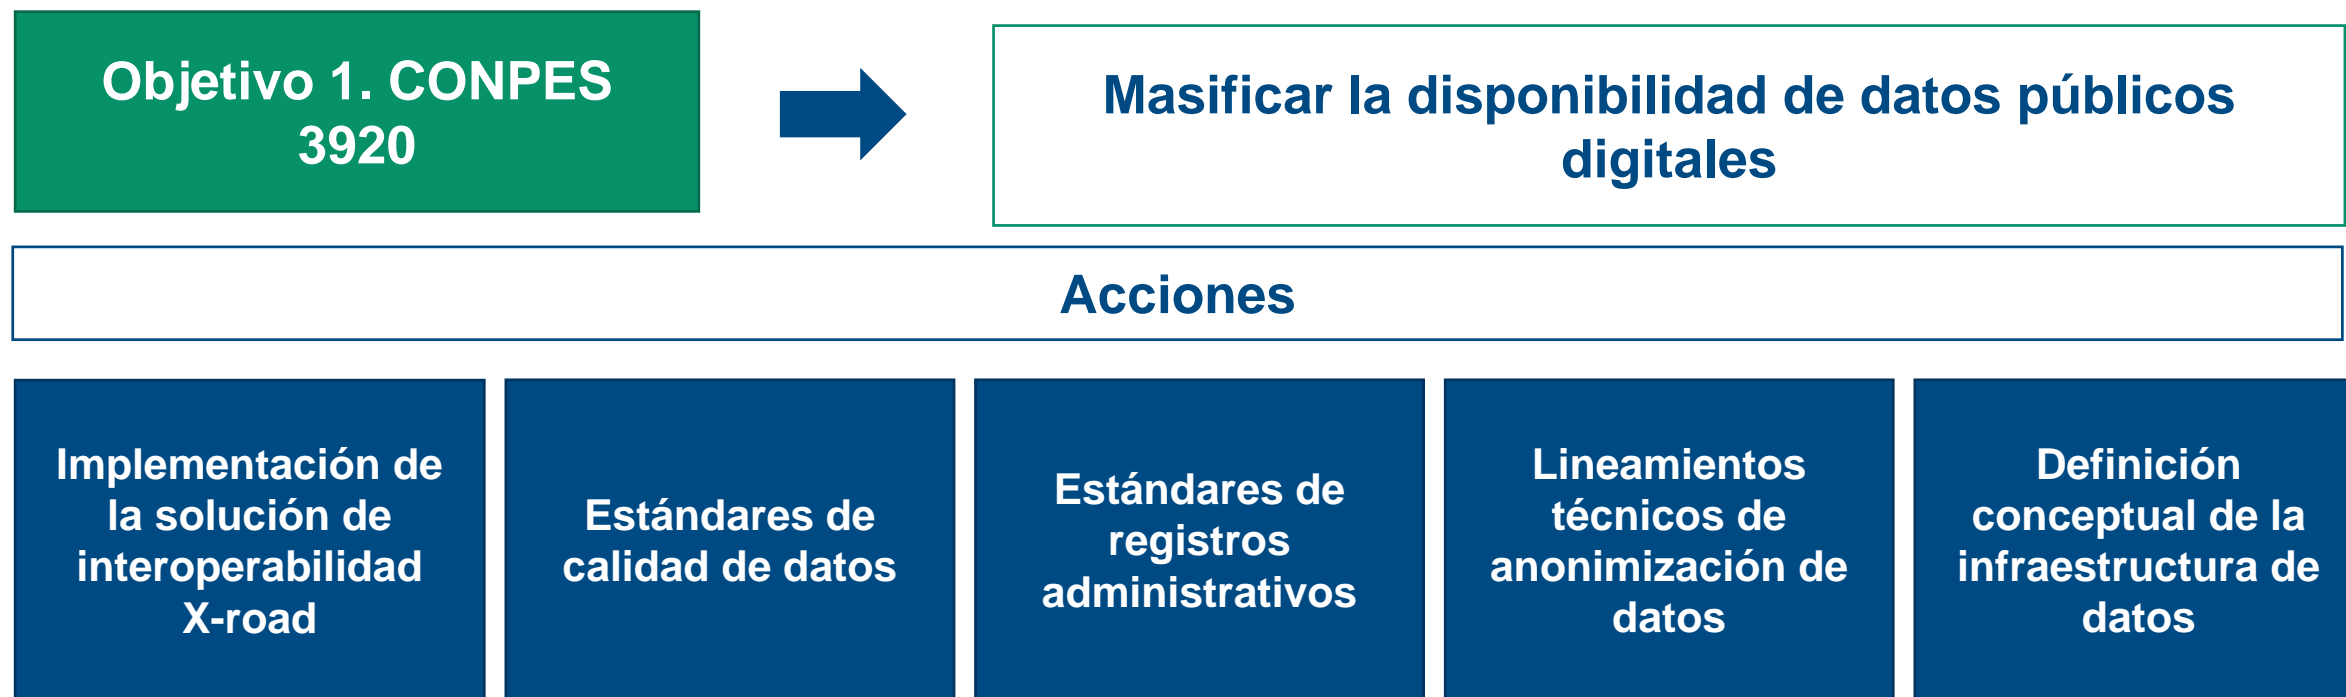 Objetivo 1. CONPES
3920
Masificar la disponibilidad de datos públicos
digitales
Acciones
Implementación de
la solución de
interoperabilidad
X-road
Estándares de
calidad de datos
Estándares de
registros
administrativos
Lineamientos
técnicos de
anonimización de
datos
Definición
conceptual de la
infraestructura de
datos